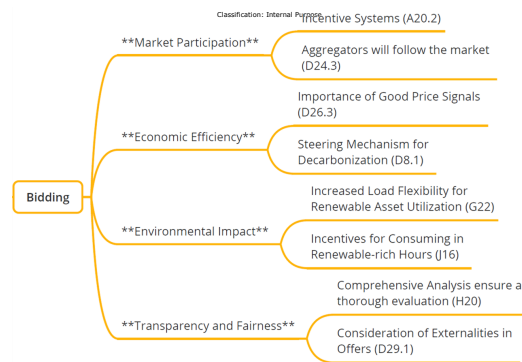 Classification: Internal Purpose
Incentive Systems (A20.2)
**Market Participation**
Aggregators will follow the market
(D24.3)
Importance of Good Price Signals
(D26.3)
**Economic Efficiency**
Steering Mechanism for
Decarbonization (D8.1)
Bidding
Increased Load Flexibility for
Renewable Asset Utilization (G22)
**Environmental Impact**
Incentives for Consuming in
Renewable-rich Hours (J16)
Comprehensive Analysis ensure a
thorough evaluation (H20)
**Transparency and Fairness**
Consideration of Externalities in
Offers (D29.1)